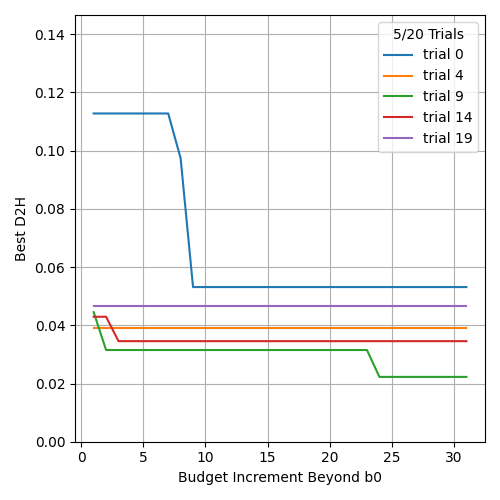 5/20 Trials
trial 0
trial 4
trial 9
trial 14
trial 19
0.14
0.12
0.10
0.08
0.06
0.04
0.02
0.00
Best D2H
0 5 10 15 20 25 30
Budget Increment Beyond b0